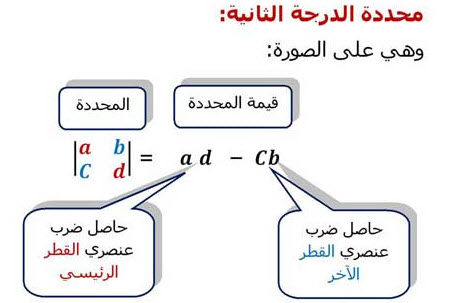 محددة الدرجة الثانية:
وهي على الصورة:
المحددة
قيمة المحددة
|a b|
|C d| = a d − Cb
حاصل ضرب
عنصري القطر
الرئيسي
حاصل ضرب
عنصري القطر
الآخر